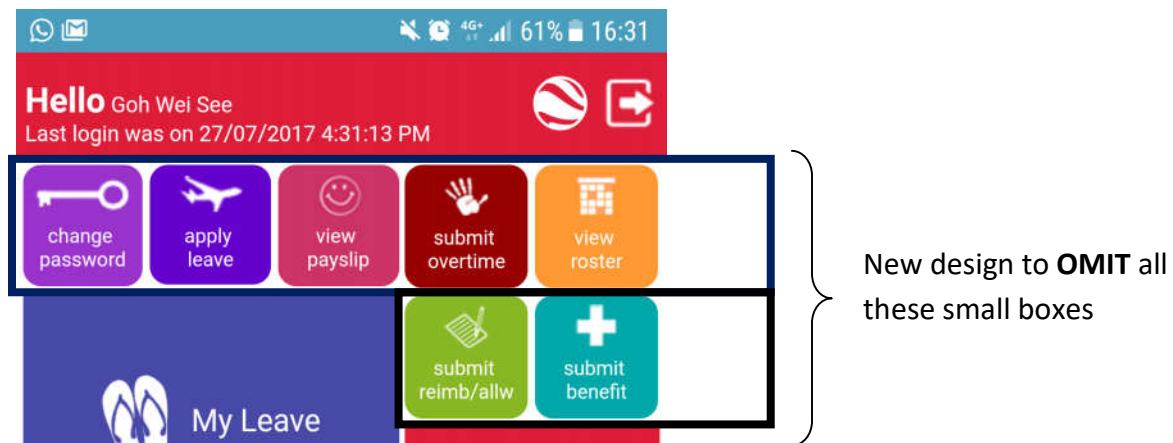 4G+ 61% 16:31
Hello Goh Wei See
Last login was on 27/07/2017 4:31:13 PM
change
password
apply
leave
view
payslip
submit
overtime
view
roster
New design to OMIT all
these small boxes
submit
reimb/allw
submit
benefit
My Leave